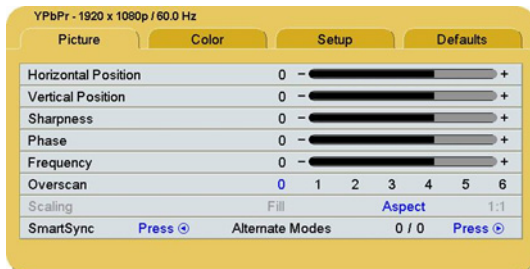 YPbPr - 1920 x 1080p / 60.0 Hz
Picture Color Setup Defaults
Horizontal Position 0 - +
Vertical Position 0 - +
Sharpness 0 - +
Phase 0 - +
Frequency 0 - +
Overscan 0 1 2 3 4 5 6
Scaling Fill Aspect 1:1
SmartSync Press Alternate Modes 0 / 0 Press